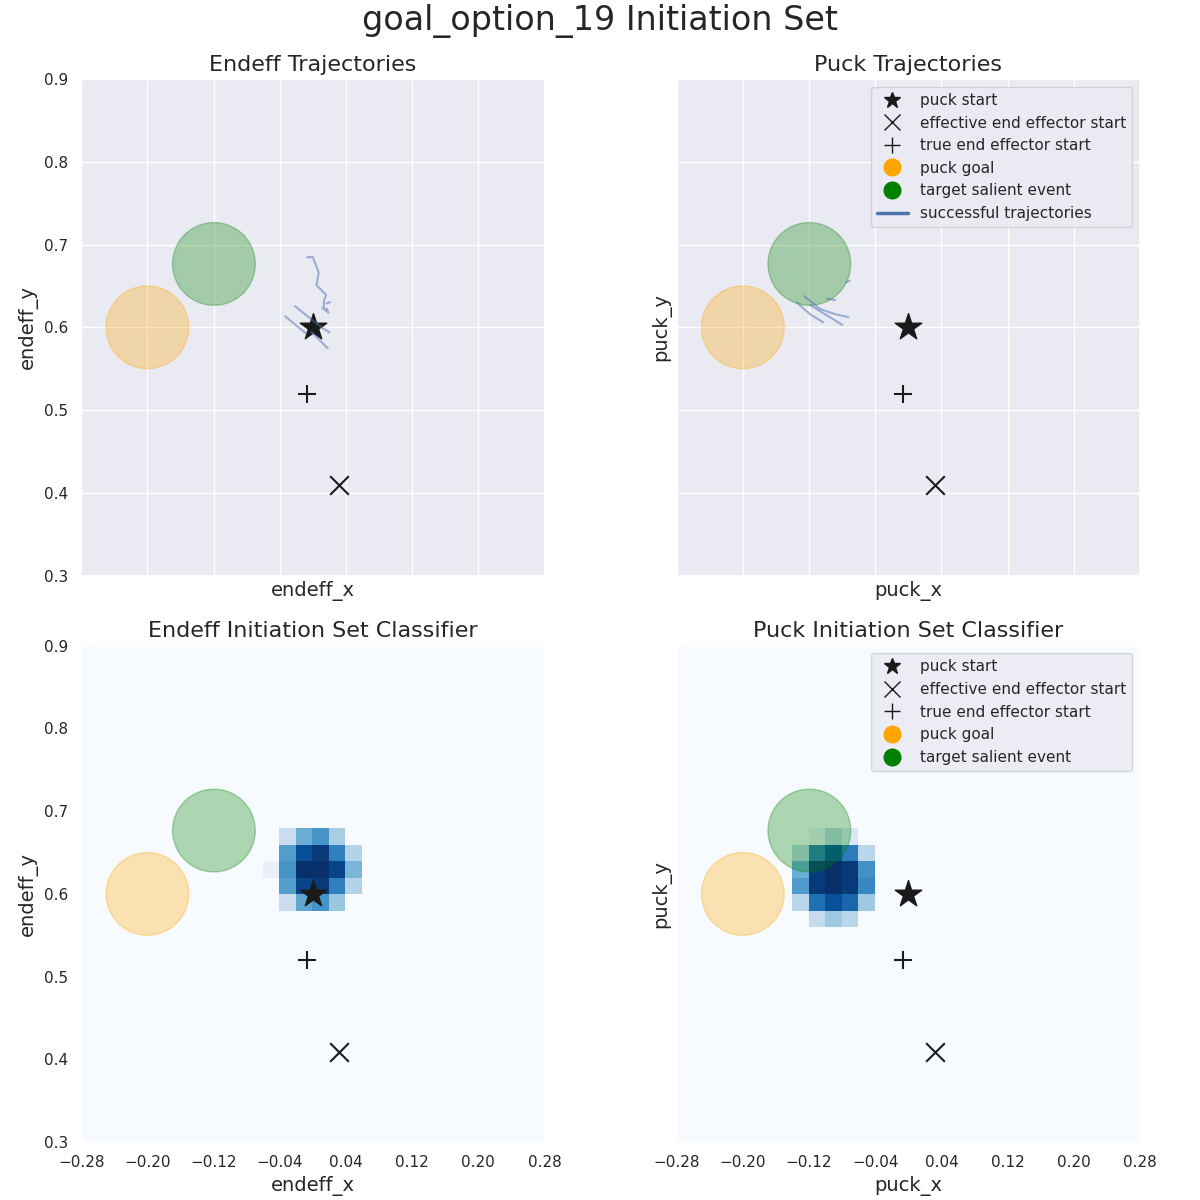 goal_option_19 Initiation Set
Endeff Trajectories
0.9
0.8
0.7
0.6
0.5
0.4
0.3
endeff_y
endeff_x
Puck Trajectories
puck start
effective end effector start
true end effector start
puck goal
target salient event
successful trajectories
puck_y
puck_x
Endeff Initiation Set Classifier
0.9
0.8
0.7
0.6
0.5
0.4
0.3
endeff_y
−0.28 −0.20 −0.12 −0.04 0.04 0.12 0.20 0.28
endeff_x
Puck Initiation Set Classifier
puck start
effective end effector start
true end effector start
puck goal
target salient event
puck_y
−0.28 −0.20 −0.12 −0.04 0.04 0.12 0.20 0.28
puck_x